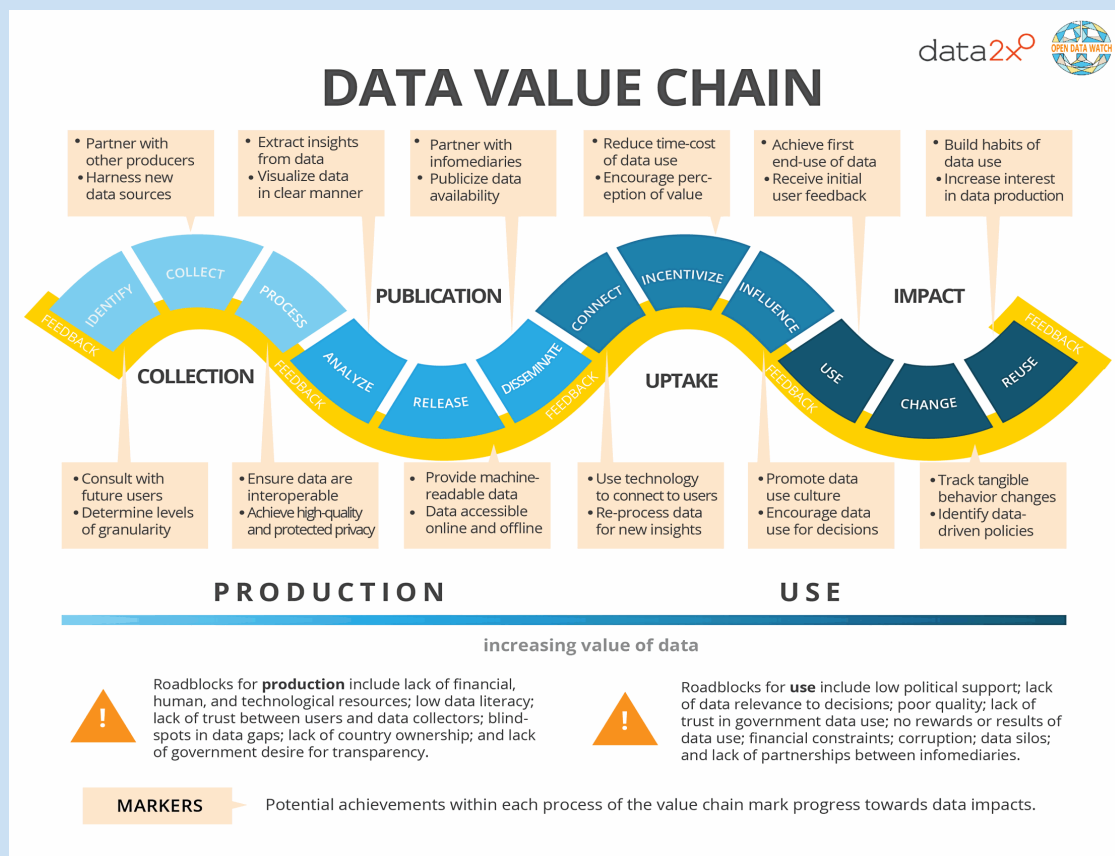 data2x
OPEN DATA WATCH
DATA VALUE CHAIN
• Partner with
other producers
• Harness new
data sources
• Extract insights
from data
• Visualize data
in clear manner
• Partner with
infomediaries
• Publicize data
availability
• Reduce time-cost
of data use
• Encourage perc-
eption of value
• Achieve first
end-use of data
• Receive initial
user feedback
• Build habits of
data use
• Increase interest
in data production
IDENTIFY
COLLECT
PROCESS
ANALYZE
RELEASE
DISSEMINATE
CONNECT
INCENTIVIZE
INFLUENCE
USE
CHANGE
REUSE
FEEDBACK
FEEDBACK
FEEDBACK
FEEDBACK
FEEDBACK
COLLECTION
PUBLICATION
UPTAKE
IMPACT
• Consult with
future users
• Determine levels
of granularity
• Ensure data are
interoperable
• Achieve high-quality
and protected privacy
• Provide machine-
readable data
• Data accessible
online and offline
• Use technology
to connect to users
• Re-process data
for new insights
• Promote data
use culture
• Encourage data
use for decisions
• Track tangible
behavior changes
• Identify data-
driven policies
PRODUCTION
USE
increasing value of data
!
Roadblocks for production include lack of financial,
human, and technological resources; low data literacy;
lack of trust between users and data collectors; blind-
spots in data gaps; lack of country ownership; and lack
of government desire for transparency.
!
Roadblocks for use include low political support; lack
of data relevance to decisions; poor quality; lack of
trust in government data use; no rewards or results of
data use; financial constraints; corruption; data silos;
and lack of partnerships between infomediaries.
MARKERS
Potential achievements within each process of the value chain mark progress towards data impacts.